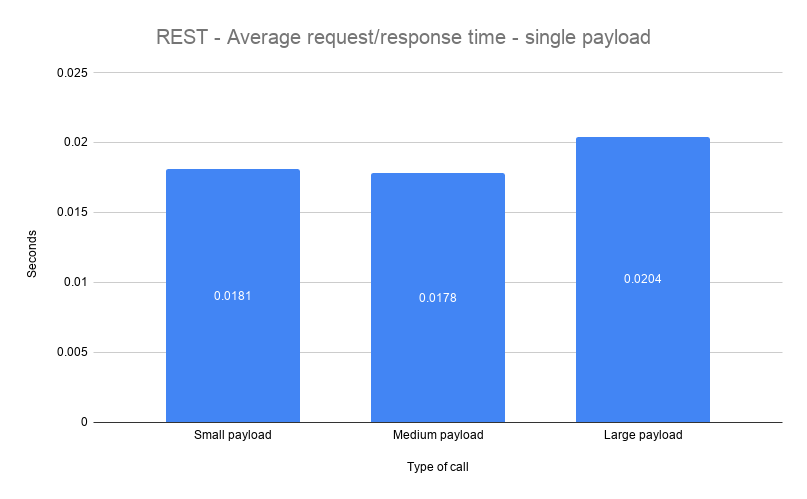 REST - Average request/response time - single payload
0.025
0.02
0.015
0.01
0.005
0
Seconds
0.0181
0.0178
0.0204
Small payload
Medium payload
Large payload
Type of call